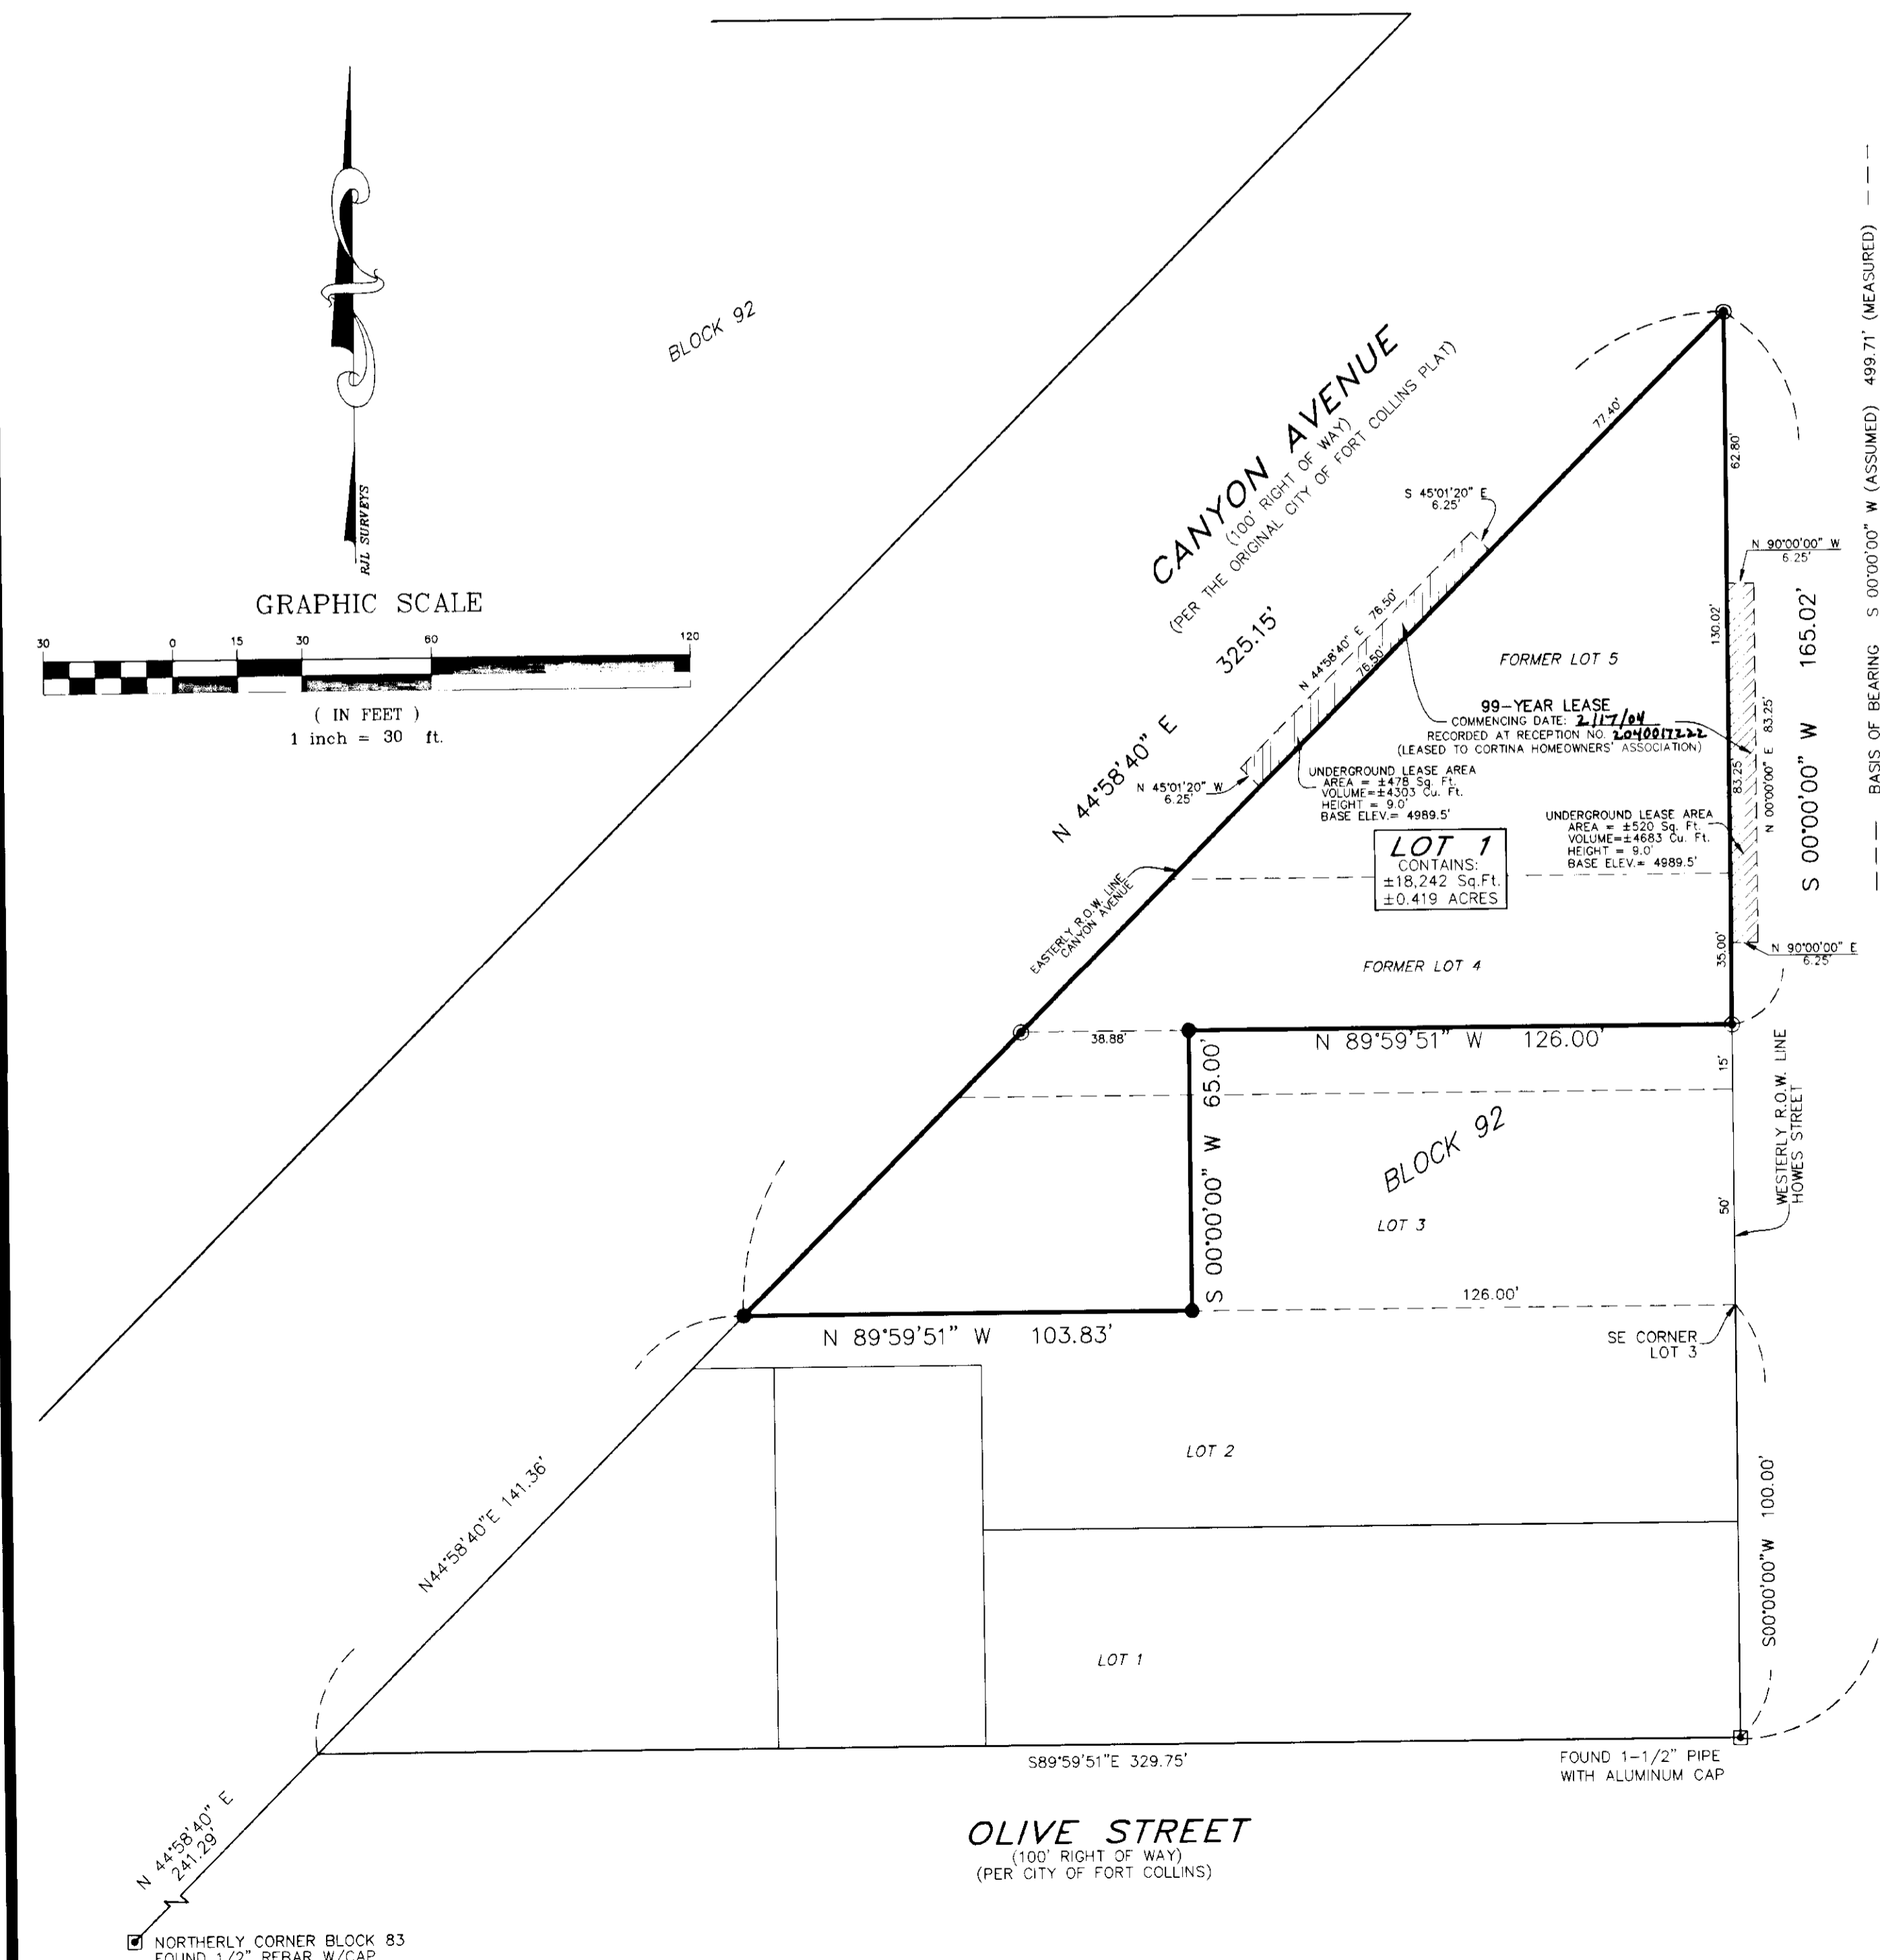 BLOCK 92
RJL SURVEYS
GRAPHIC SCALE
30 0 15 30 60 120
( IN FEET )
1 inch = 30 ft.
CANYON AVENUE
(100' RIGHT OF WAY)
(PER THE ORIGINAL CITY OF FORT COLLINS PLAT)
325.15'
N 44°58'40" E
77.40'
62.80'
S 45°01'20" E
6.25'
N 44°58'40" E 76.50'
76.50'
N 45°01'20" W
6.25'
N 90°00'00" W
6.25'
130.02'
S 00°00'00" W 165.02'
BASIS OF BEARING S 0°00'00" W (ASSUMED) 499.71' (MEASURED)
FORMER LOT 5
99-YEAR LEASE
COMMENCING DATE: 2/17/04
RECORDED AT RECEPTION NO. 20040017222
(LEASED TO CORTINA HOMEOWNERS' ASSOCIATION)
UNDERGROUND LEASE AREA
AREA = ±478 Sq. Ft.
VOLUME=±4303 Cu. Ft.
HEIGHT = 9.0'
BASE ELEV.= 4989.5'
UNDERGROUND LEASE AREA
AREA = ±520 Sq. Ft.
VOLUME=±4683 Cu. Ft.
HEIGHT = 9.0'
BASE ELEV.= 4989.5'
83.25'
N 00°00'00" E 83.25'
LOT 1
CONTAINS:
±18,242 Sq.Ft.
±0.419 ACRES
EASTERLY R.O.W. LINE
CANYON AVENUE
FORMER LOT 4
35.00'
N 90°00'00" E
6.25'
38.88'
N 89°59'51" W 126.00'
S 00°00'00" W 65.00'
15'
WESTERLY R.O.W. LINE
HOWES STREET
BLOCK 92
50'
LOT 3
126.00'
N 89°59'51" W 103.83'
SE CORNER
LOT 3
LOT 2
N44°58'40"E 141.36'
S00°00'00"W 100.00'
LOT 1
S89°59'51"E 329.75'
FOUND 1-1/2" PIPE
WITH ALUMINUM CAP
N 44°58'40" E
241.29'
OLIVE STREET
(100' RIGHT OF WAY)
(PER CITY OF FORT COLLINS)
NORTHERLY CORNER BLOCK 83
FOUND 1/2" REBAR W/CAP